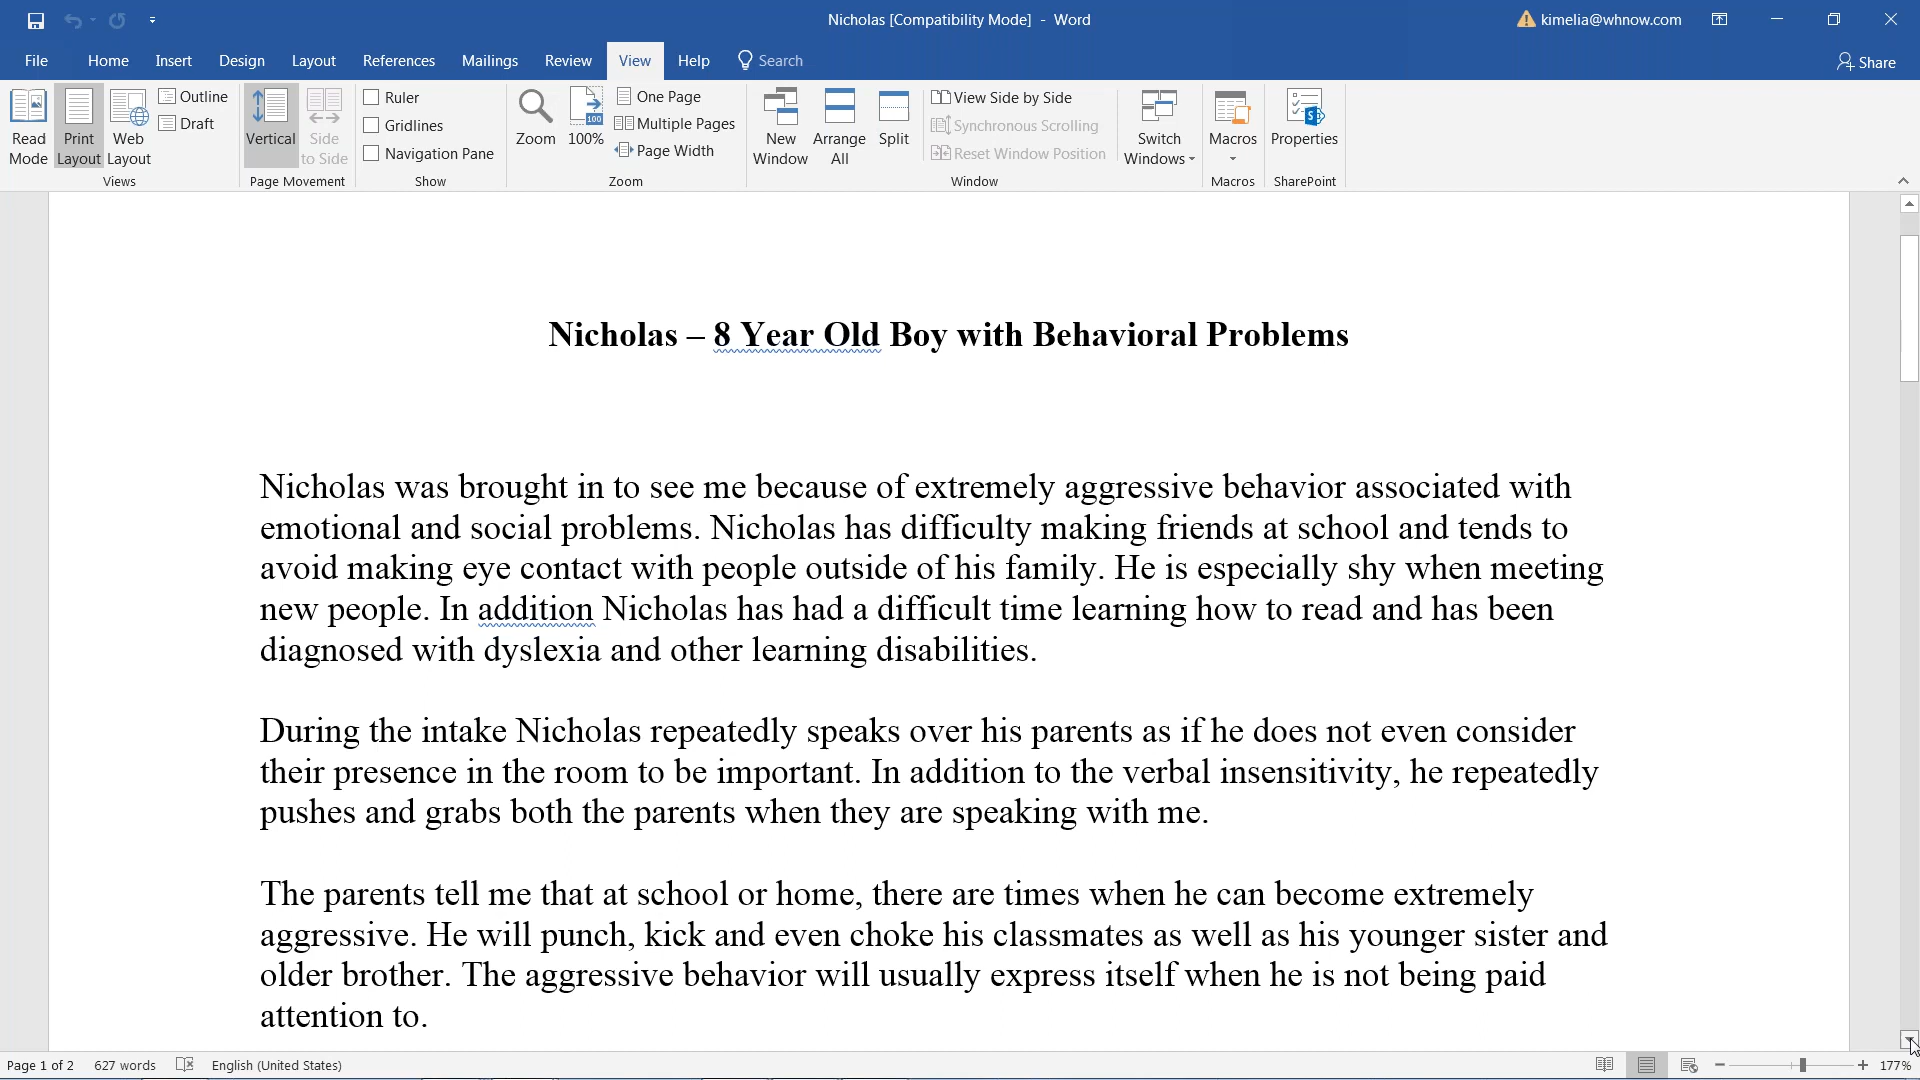 Nicholas [Compatibility Mode] - Word
kimelia@whnow.com
File Home Insert Design Layout References Mailings Review View Help Search
Share
Read Mode
Print Layout
Web Layout
Outline
Draft
Views
Vertical
Side to Side
Page Movement
Ruler
Gridlines
Navigation Pane
Show
Zoom
100
100%
One Page
Multiple Pages
Page Width
Zoom
New Window
Arrange All
Split
View Side by Side
Synchronous Scrolling
Reset Window Position
Window
Switch Windows
Macros
Macros
Properties
SharePoint
Nicholas – 8 Year Old Boy with Behavioral Problems
Nicholas was brought in to see me because of extremely aggressive behavior associated with
emotional and social problems. Nicholas has difficulty making friends at school and tends to
avoid making eye contact with people outside of his family. He is especially shy when meeting
new people. In addition Nicholas has had a difficult time learning how to read and has been
diagnosed with dyslexia and other learning disabilities.
During the intake Nicholas repeatedly speaks over his parents as if he does not even consider
their presence in the room to be important. In addition to the verbal insensitivity, he repeatedly
pushes and grabs both the parents when they are speaking with me.
The parents tell me that at school or home, there are times when he can become extremely
aggressive. He will punch, kick and even choke his classmates as well as his younger sister and
older brother. The aggressive behavior will usually express itself when he is not being paid
attention to.
Page 1 of 2 627 words English (United States) 177%